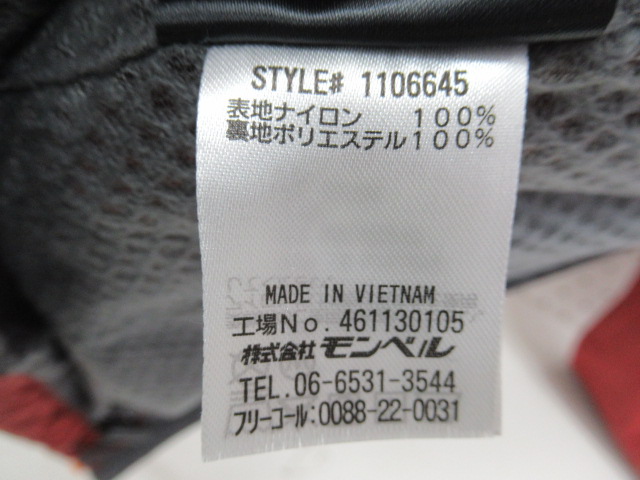 STYLE# 1106645
表地ナイロン 100%
裏地ポリエステル100%
MADE IN VIETNAM
工場No. 461130105
株式会社 モンベル
TEL. 06-6531-3544
フリーコール:0088-22-0031